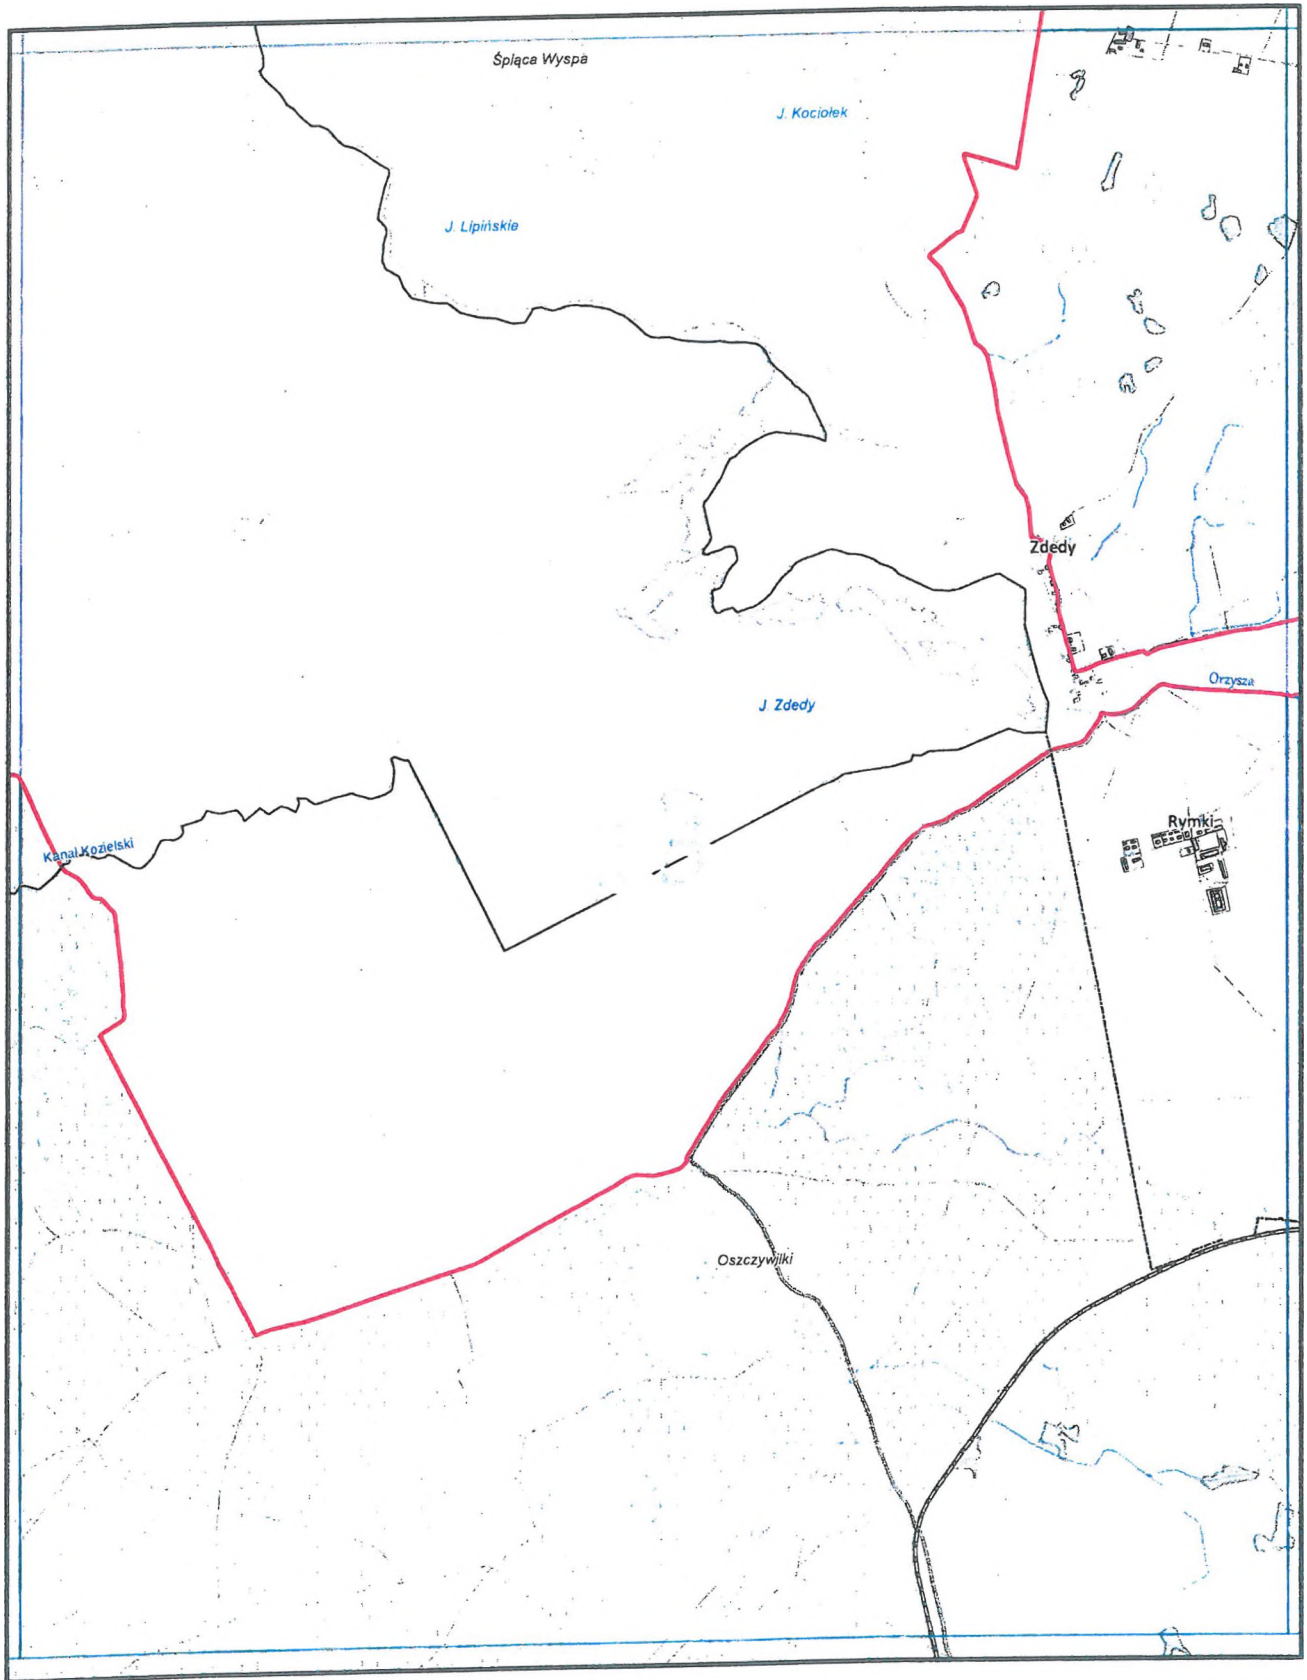 Śpiąca Wyspa
J. Kociołek
J. Lipińskie
Zdedy
Orzysza
J. Zdedy
Rymki
Kanał Kozielski
Oszczywilki